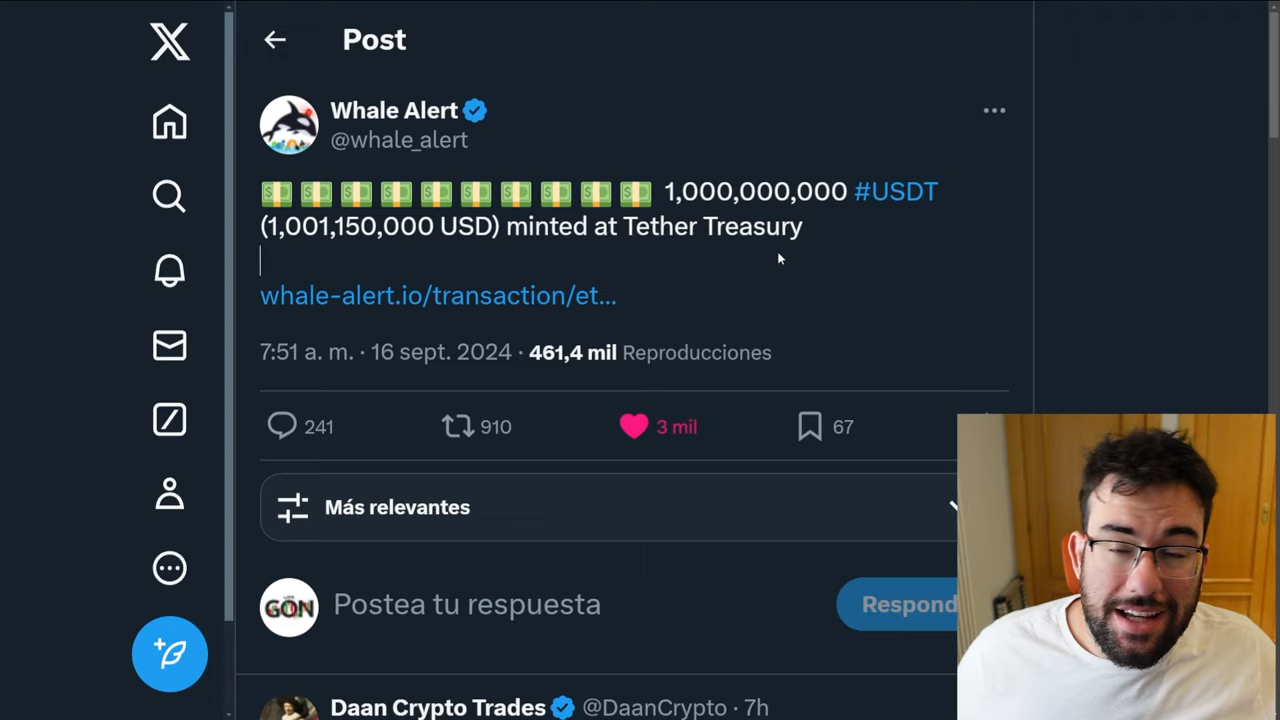 Post
Whale Alert
@whale_alert
1,000,000,000 #USDT
(1,001,150,000 USD) minted at Tether Treasury
whale-alert.io/transaction/et...
7:51 a. m. · 16 sept. 2024 · 461,4 mil Reproducciones
241 910 3 mil 67
Más relevantes
GON Postea tu respuesta Respond
Daan Crypto Trades @DaanCrypto · 7h